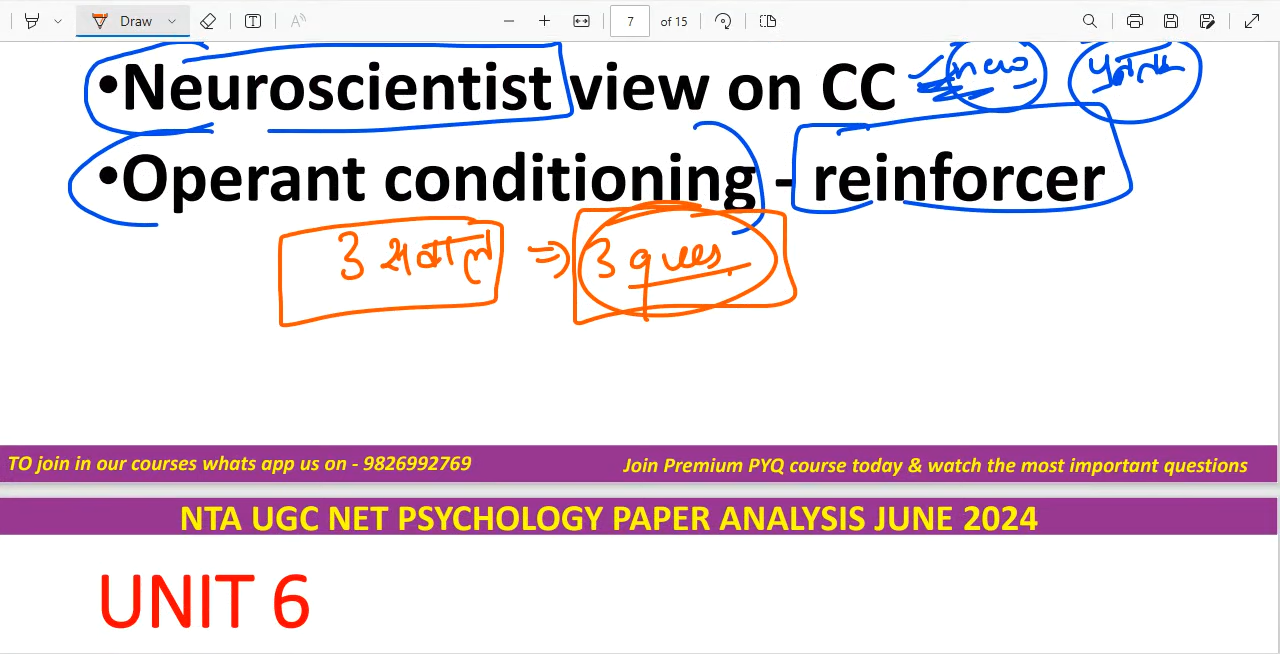 Draw 7 of 15
•Neuroscientist view on CC new
•Operant conditioning - reinforcer
3 सवाल ⇒ 3 ques.
TO join in our courses whats app us on - 9826992769 Join Premium PYQ course today & watch the most important questions
NTA UGC NET PSYCHOLOGY PAPER ANALYSIS JUNE 2024
UNIT 6